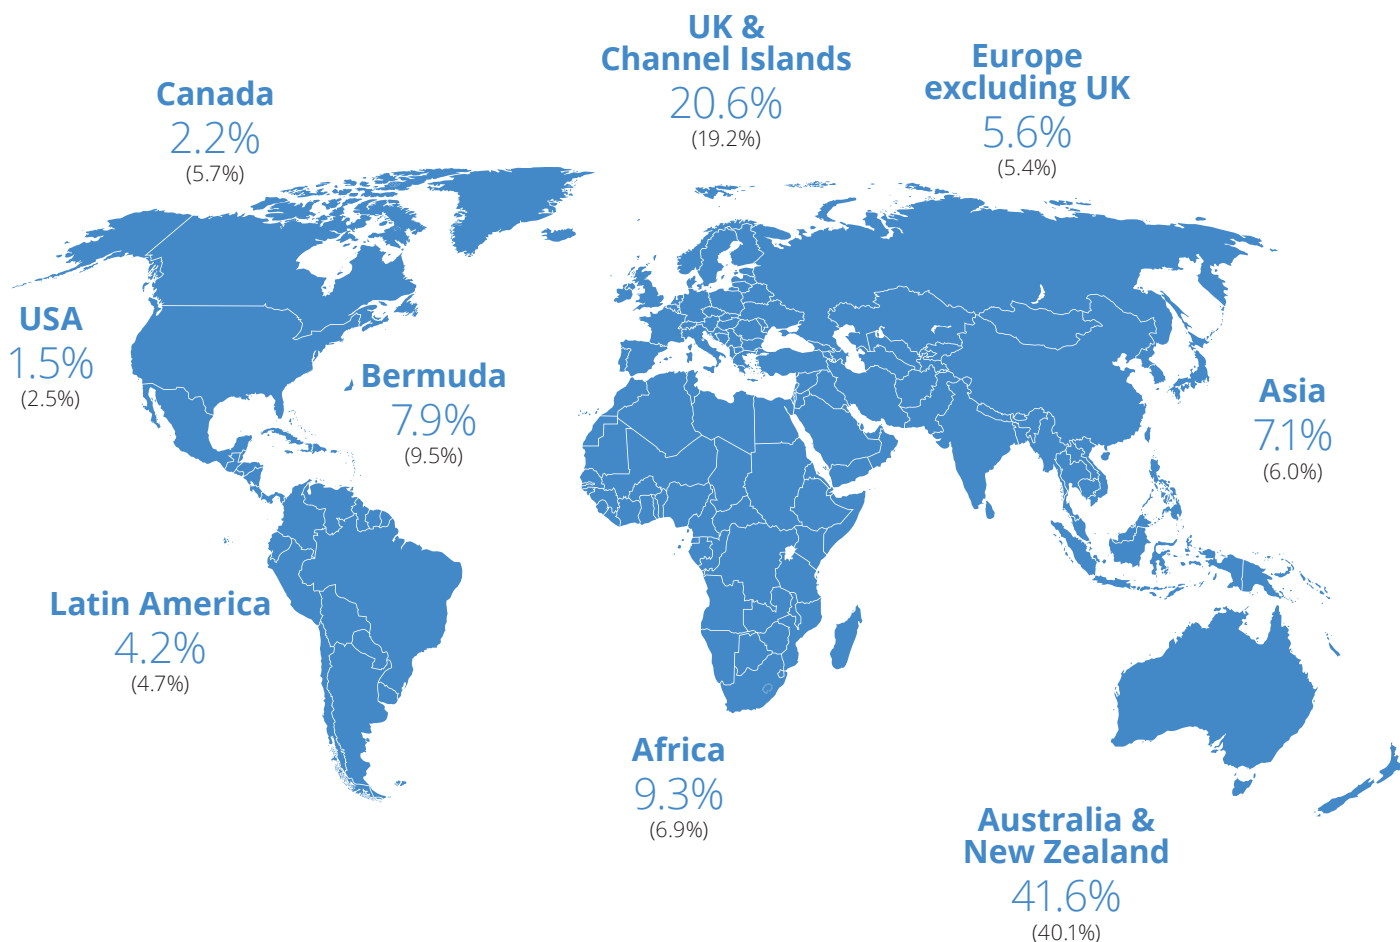 UK &
Channel Islands
20.6%
(19.2%)
Europe
excluding UK
5.6%
(5.4%)
Canada
2.2%
(5.7%)
USA
1.5%
(2.5%)
Bermuda
7.9%
(9.5%)
Asia
7.1%
(6.0%)
Latin America
4.2%
(4.7%)
Africa
9.3%
(6.9%)
Australia &
New Zealand
41.6%
(40.1%)